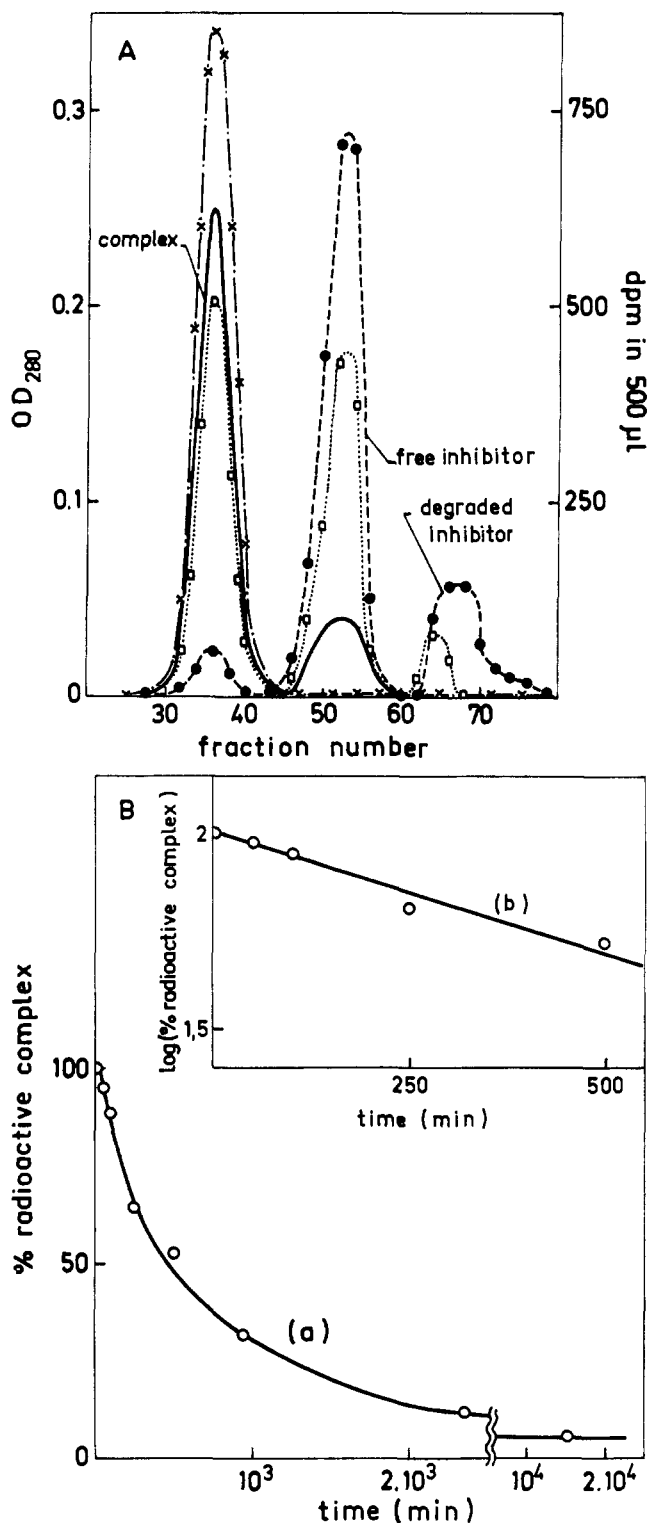 A
0.3
0.2
0.1
0
OD280
750
500
250
dpm in 500 µl
complex
free inhibitor
degraded
inhibitor
30 40 50 60 70
fraction number
B
log(% radioactive complex)
2
1,5
(b)
250 500
time (min)
% radioactive complex
100
50
0
(a)
10³ 2.10³ 10⁴ 2.10⁴
time (min)